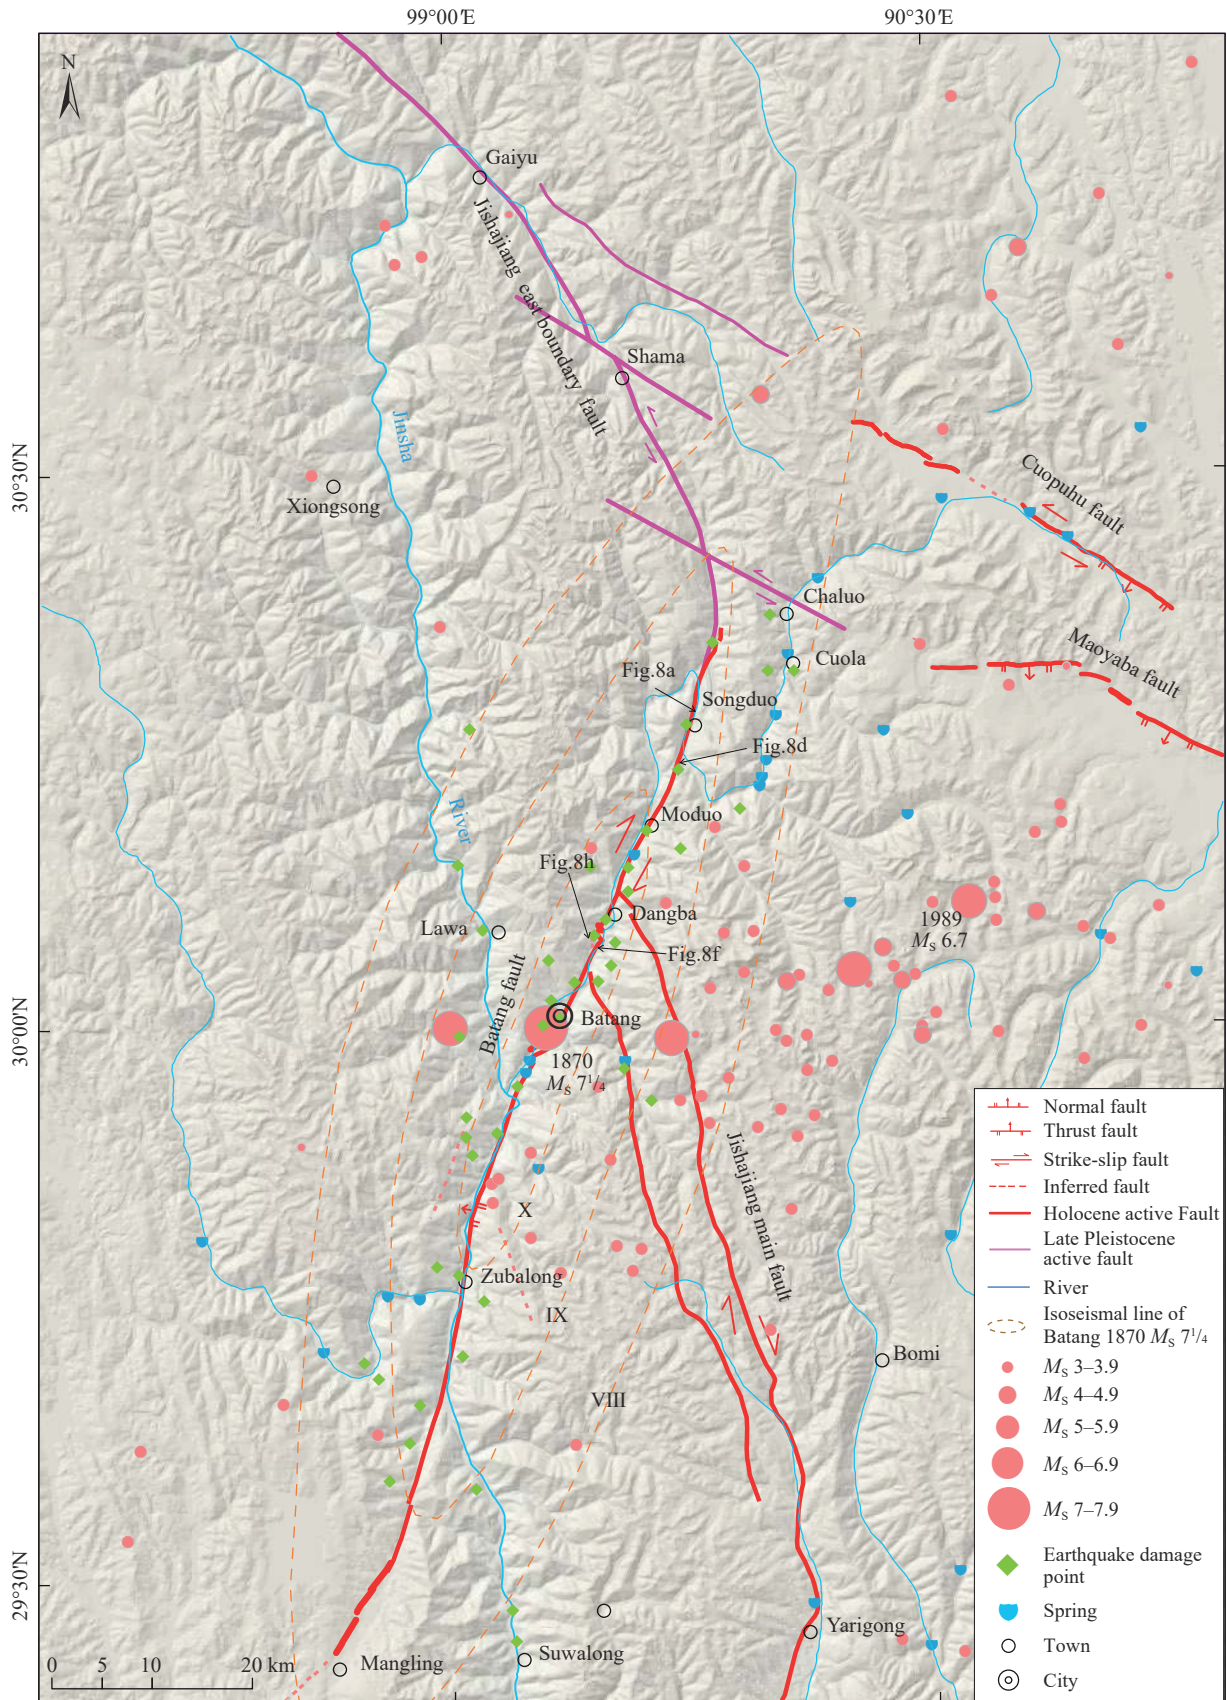 99°00′E
90°30′E
N
Gaiyu
Jishajiang east boundary fault
Shama
Jinsha
30°30′N
Xiongsong
Cuopuhu fault
Chaluo
Maoyaba fault
Cuola
Fig.8a
Songduo
Fig.8d
River
Moduo
Fig.8h
Dangba
Lawa
1989
Mₛ 6.7
Fig.8f
Batang fault
Batang
30°00′N
1870
Mₛ 7¹/₄
Jishajiang main fault
X
Zubalong
IX
Bomi
VIII
29°30′N
Yarigong
Suwalong
Mangling
0 5 10 20 km
Normal fault
Thrust fault
Strike-slip fault
Inferred fault
Holocene active Fault
Late Pleistocene
active fault
River
Isoseismal line of
Batang 1870 Mₛ 7¹/₄
Mₛ 3–3.9
Mₛ 4–4.9
Mₛ 5–5.9
Mₛ 6–6.9
Mₛ 7–7.9
Earthquake damage
point
Spring
Town
City